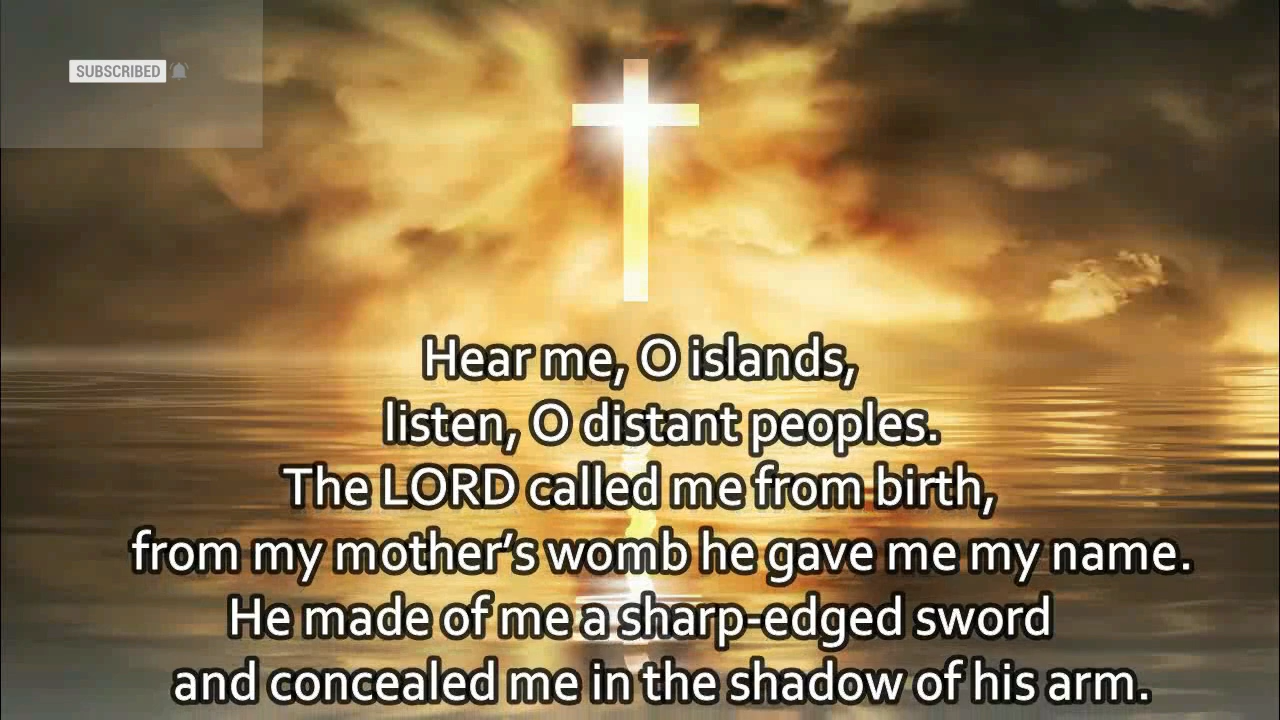 SUBSCRIBED
Hear me, O islands,
listen, O distant peoples.
The LORD called me from birth,
from my mother’s womb he gave me my name.
He made of me a sharp-edged sword
and concealed me in the shadow of his arm.